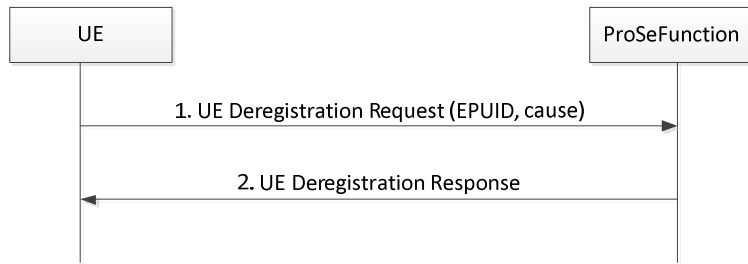 UE
ProSeFunction
1. UE Deregistration Request (EPUID, cause)
2. UE Deregistration Response